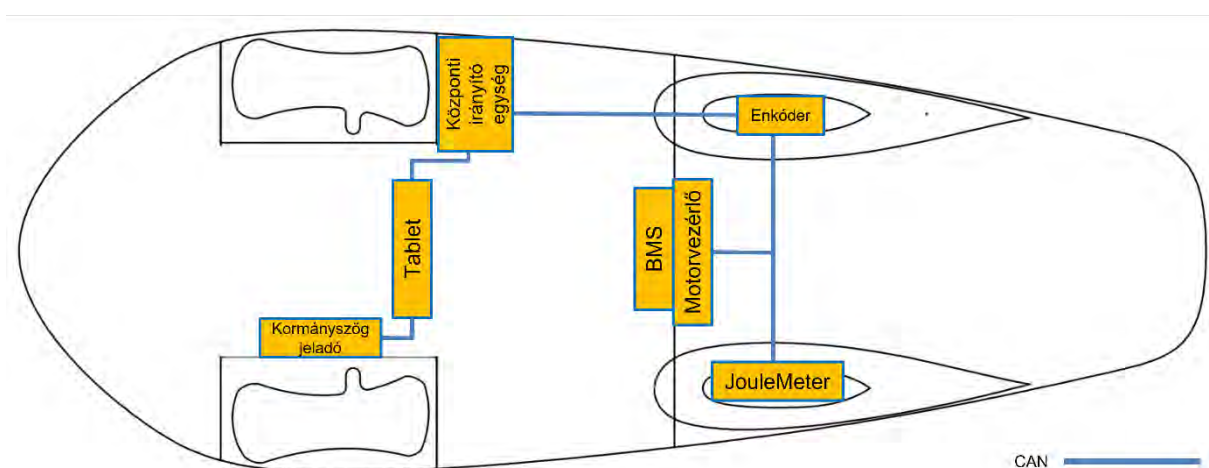 Központi
irányító
egység
Enkóder
Tablet
BMS
Motorvezérlő
Kormányszög
jeladó
JouleMeter
CAN